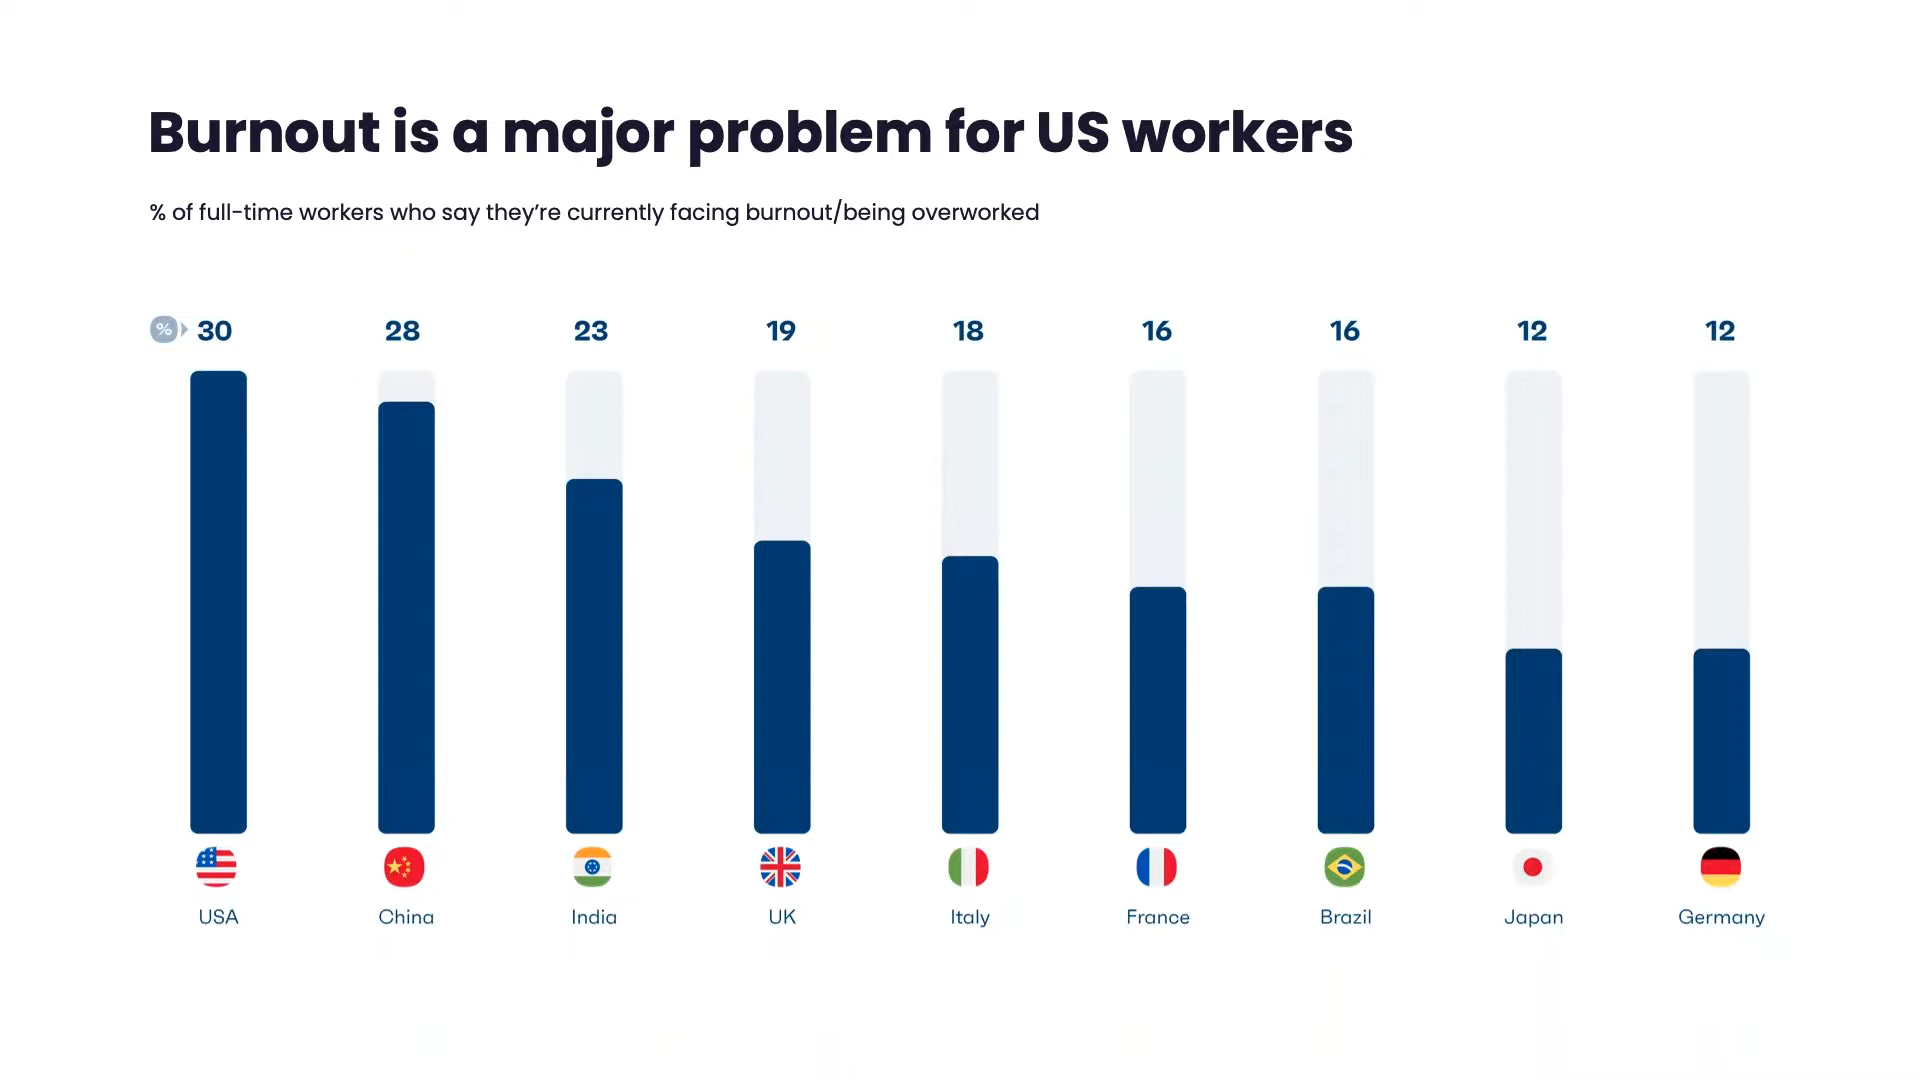 Burnout is a major problem for US workers
% of full-time workers who say they’re currently facing burnout/being overworked
% 30 28 23 19 18 16 16 12 12
USA China India UK Italy France Brazil Japan Germany